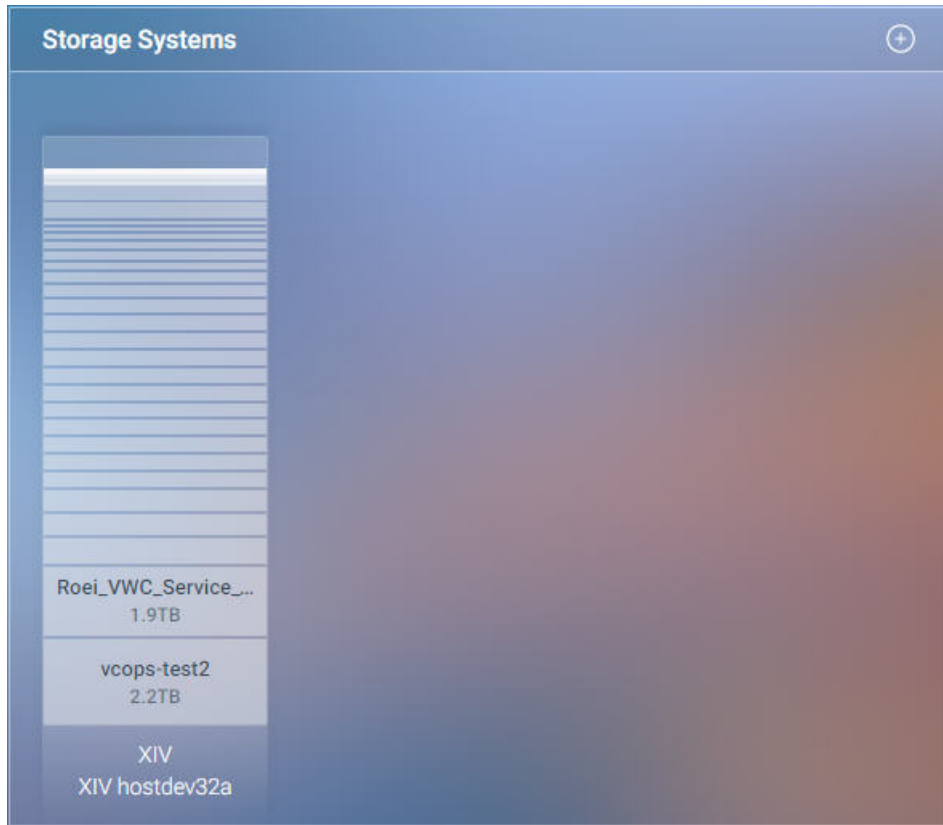 Storage Systems
Roei_VWC_Service_...
1.9TB
vcops-test2
2.2TB
XIV
XIV hostdev32a